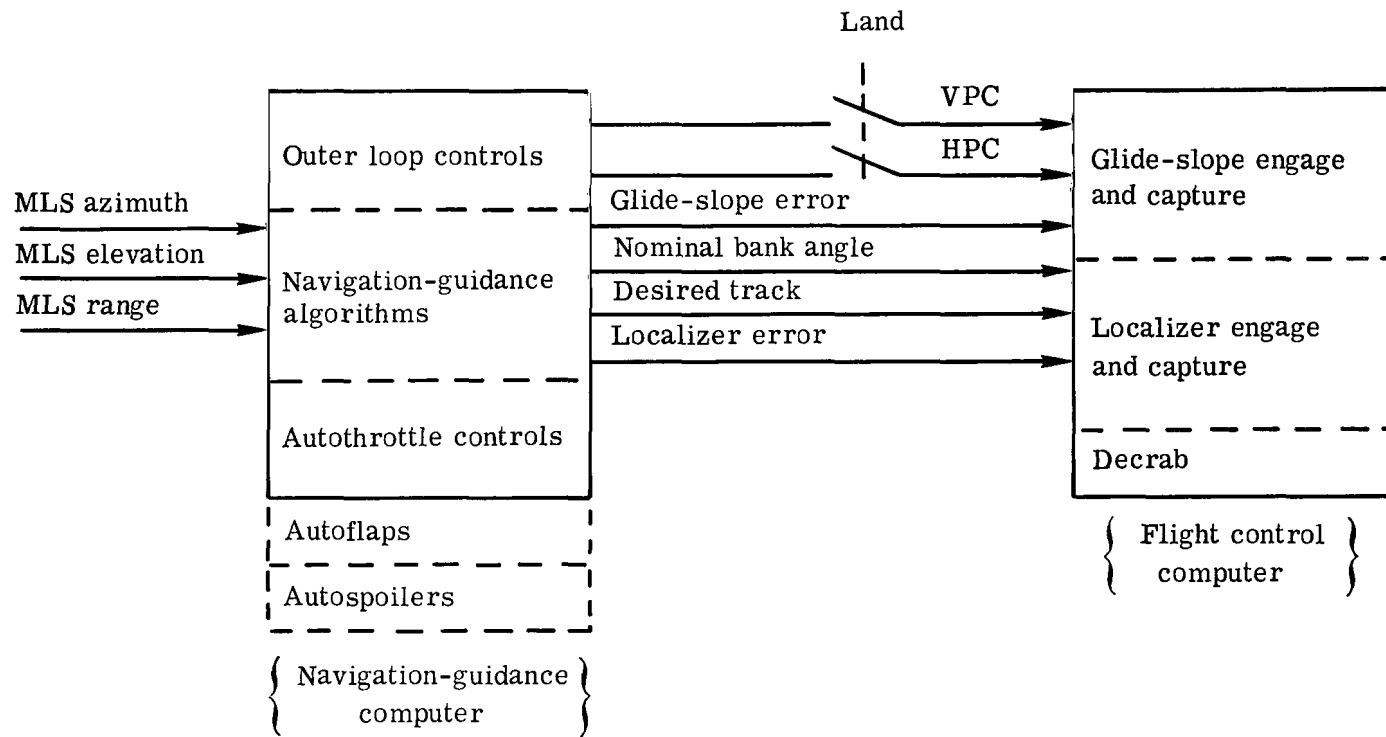 Land
VPC
HPC
Outer loop controls
Glide-slope engage
and capture
MLS azimuth
MLS elevation
MLS range
Glide-slope error
Nominal bank angle
Desired track
Localizer error
Navigation-guidance
algorithms
Localizer engage
and capture
Autothrottle controls
Decrab
Autoflaps
Autospoilers
Flight control
computer
Navigation-guidance
computer